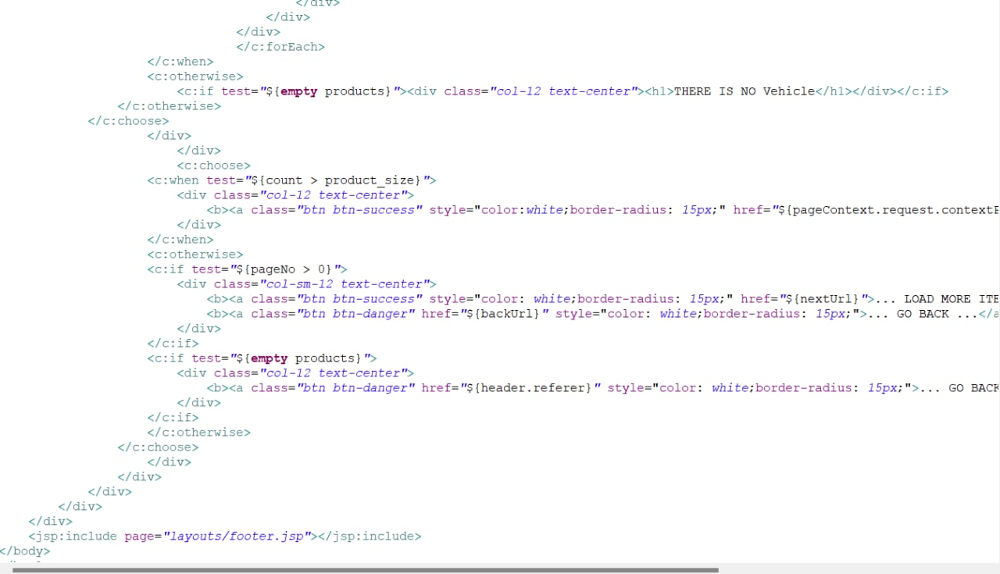 </div>
</div>
</div>
</c:forEach>
</c:when>
<c:otherwise>
<c:if test="${empty products}"><div class="col-12 text-center"><h1>THERE IS NO Vehicle</h1></div></c:if>
</c:otherwise>
</c:choose>
</div>
</div>
<c:choose>
<c:when test="${count > product_size}">
<div class="col-12 text-center">
<b><a class="btn btn-success" style="color:white;border-radius: 15px;" href="${pageContext.request.context
</div>
</c:when>
<c:otherwise>
<c:if test="${pageNo > 0}">
<div class="col-sm-12 text-center">
<b><a class="btn btn-success" style="color: white;border-radius: 15px;" href="${nextUrl}">... LOAD MORE ITE
<b><a class="btn btn-danger" href="${backUrl}" style="color: white;border-radius: 15px;">... GO BACK ...</a
</div>
</c:if>
<c:if test="${empty products}">
<div class="col-12 text-center">
<b><a class="btn btn-danger" href="${header.referer}" style="color: white;border-radius: 15px;">... GO BACK
</div>
</c:if>
</c:otherwise>
</c:choose>
</div>
</div>
</div>
</div>
</div>
<jsp:include page="layouts/footer.jsp"></jsp:include>
</body>